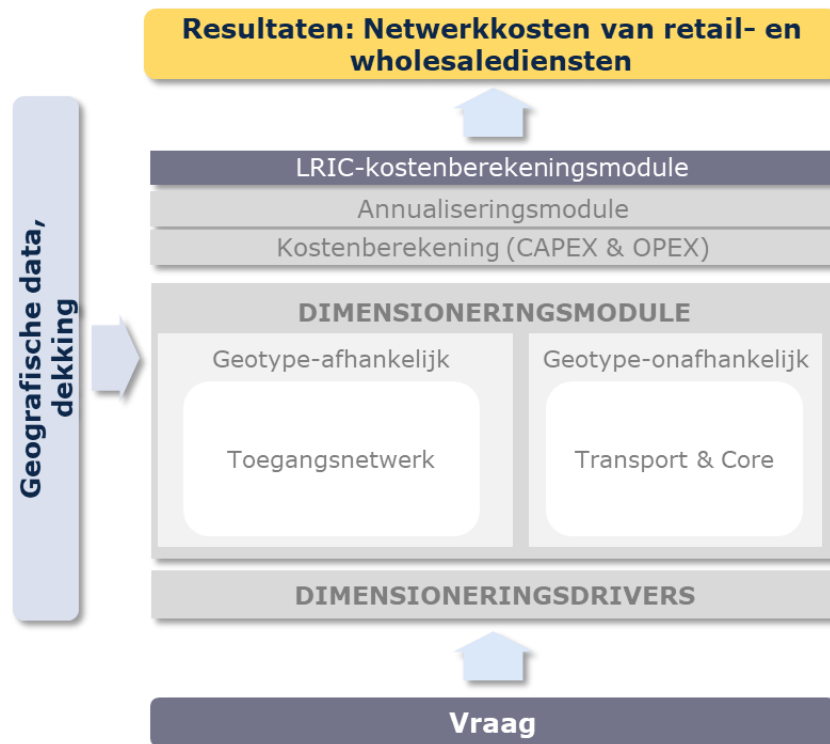 Resultaten: Netwerkkosten van retail- en
wholesalediensten
Geografische data,
dekking
LRIC-kostenberekeningsmodule
Annualiseringsmodule
Kostenberekening (CAPEX & OPEX)
DIMENSIONERINGSMODULE
Geotype-afhankelijk
Geotype-onafhankelijk
Toegangsnetwerk
Transport & Core
DIMENSIONERINGSDRIVERS
Vraag